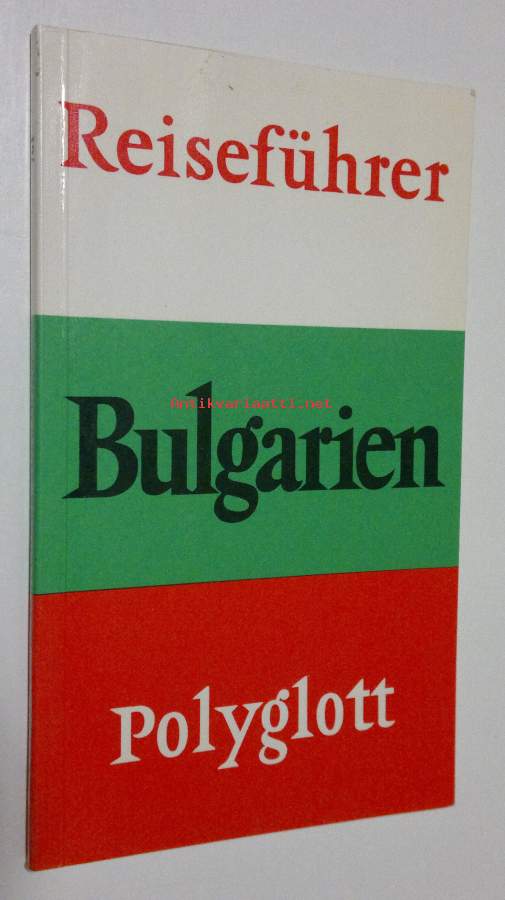 Reiseführer
Antikvariaatti.net
Bulgarien
Polyglott